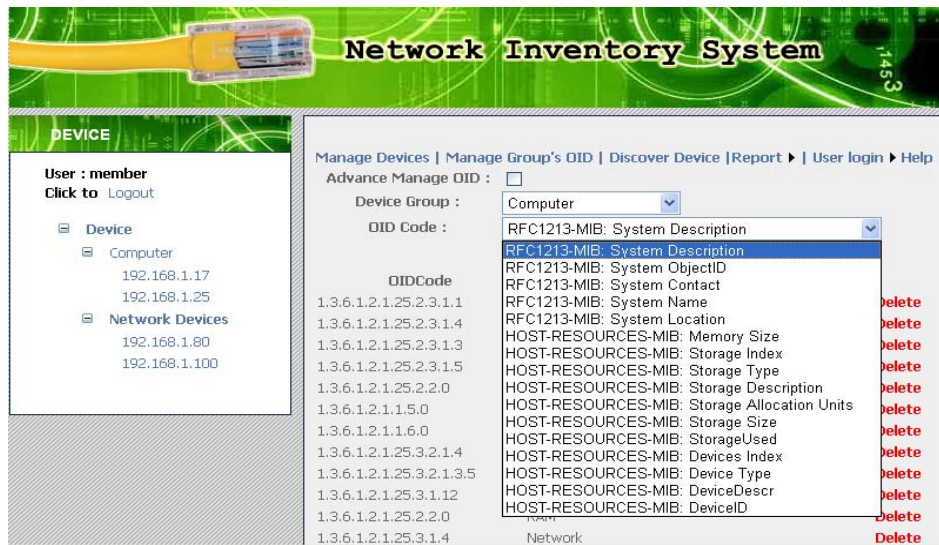 Network Inventory System
1453
DEVICE
User : member
Click to Logout
Device
Computer
192.168.1.17
192.168.1.25
Network Devices
192.168.1.80
192.168.1.100
Manage Devices | Manage Group's OID | Discover Device |Report | User login Help
Advance Manage OID :
Device Group : Computer
OID Code : RFC1213-MIB: System Description
RFC1213-MIB: System Description
RFC1213-MIB: System ObjectID
RFC1213-MIB: System Contact
RFC1213-MIB: System Name
RFC1213-MIB: System Location
HOST-RESOURCES-MIB: Memory Size
HOST-RESOURCES-MIB: Storage Index
HOST-RESOURCES-MIB: Storage Type
HOST-RESOURCES-MIB: Storage Description
HOST-RESOURCES-MIB: Storage Allocation Units
HOST-RESOURCES-MIB: Storage Size
HOST-RESOURCES-MIB: StorageUsed
HOST-RESOURCES-MIB: Devices Index
HOST-RESOURCES-MIB: Device Type
HOST-RESOURCES-MIB: DeviceDescr
HOST-RESOURCES-MIB: DeviceID
OIDCode
1.3.6.1.2.1.25.2.3.1.1 Delete
1.3.6.1.2.1.25.2.3.1.4 Delete
1.3.6.1.2.1.25.2.3.1.3 Delete
1.3.6.1.2.1.25.2.3.1.5 Delete
1.3.6.1.2.1.25.2.2.0 Delete
1.3.6.1.2.1.1.5.0 Delete
1.3.6.1.2.1.1.6.0 Delete
1.3.6.1.2.1.25.3.2.1.4 Delete
1.3.6.1.2.1.25.3.2.1.3.5 Delete
1.3.6.1.2.1.25.3.1.12 Delete
1.3.6.1.2.1.25.2.2.0 RAM Delete
1.3.6.1.2.1.25.3.1.4 Network Delete